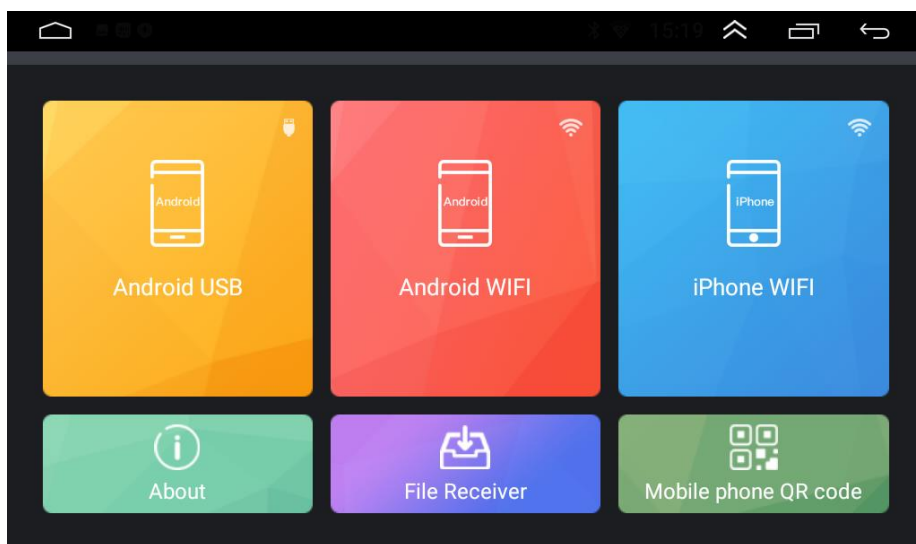 15:19
Android
Android
iPhone
Android USB
Android WIFI
iPhone WIFI
About
File Receiver
Mobile phone QR code